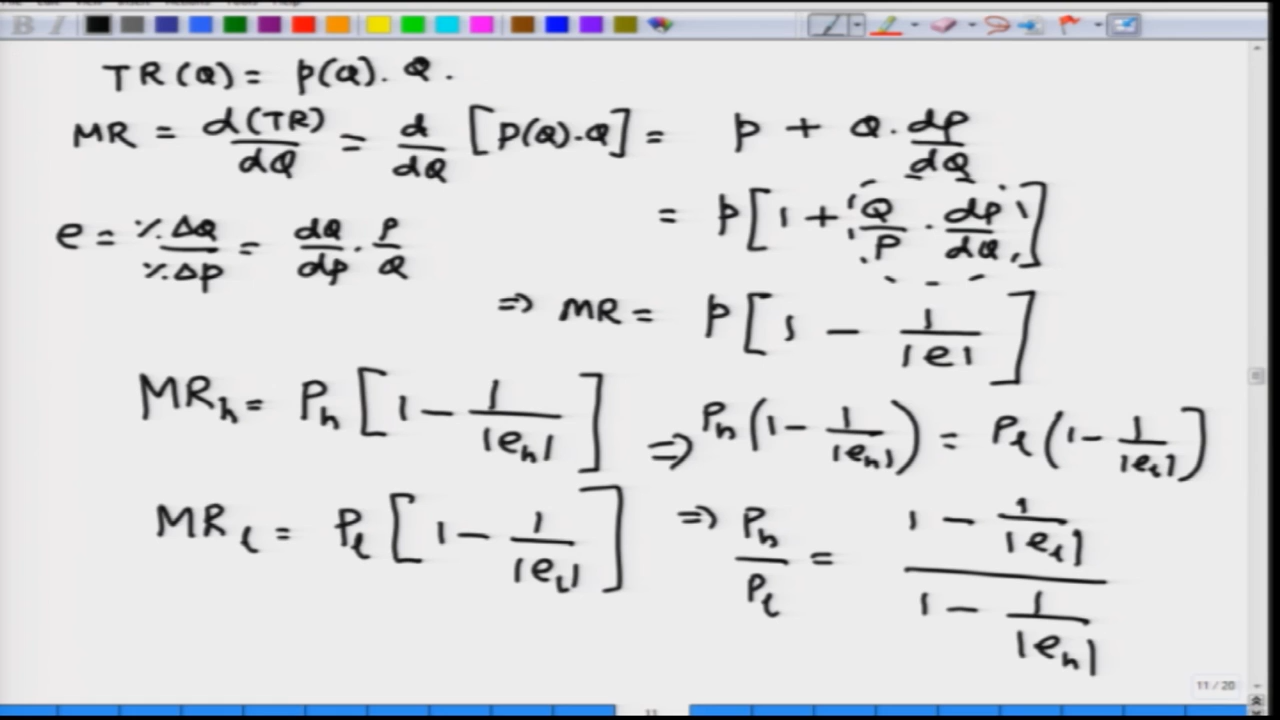 TR(Q) = p(Q) . Q .
MR = d(TR)/dQ = d/dQ [P(Q) . Q] = p + Q . dp/dQ
= p [1 + Q/P . dp/dQ]
e = % ΔQ / % Δp = dQ/dp . P/Q
⇒ MR = p [1 - 1/|e|]
MRh = Ph [1 - 1/|eh|]
⇒ Ph (1 - 1/|eh|) = Pl (1 - 1/|el|]
MRl = Pl [1 - 1/|el|]
⇒ Ph/Pl = (1 - 1/|el|) / (1 - 1/|eh|)
11 / 20
11